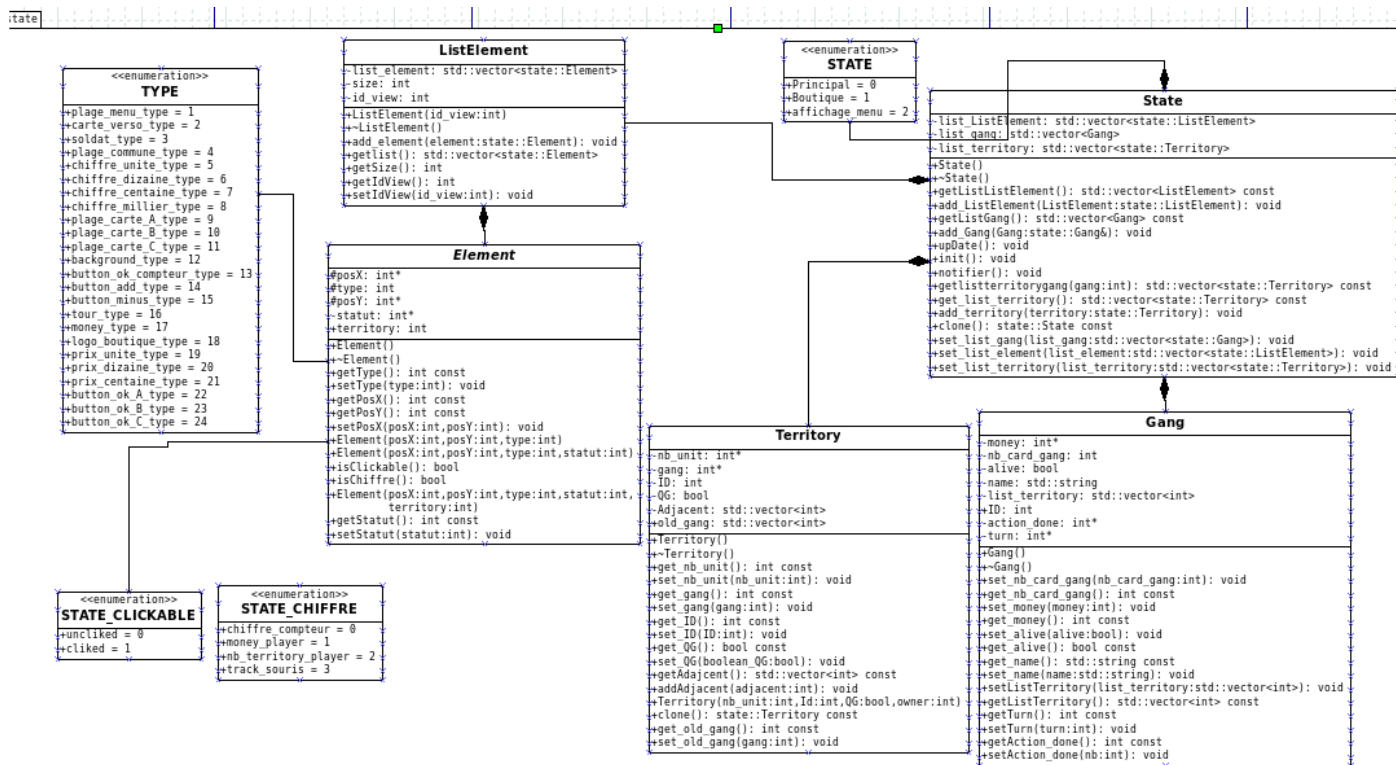 state
<<enumeration>>
TYPE
+plage_menu_type = 1
+carte_verso_type = 2
+soldat_type = 3
+plage_commune_type = 4
+chiffre_unite_type = 5
+chiffre_dizaine_type = 6
+chiffre_centaine_type = 7
+chiffre_millier_type = 8
+plage_carte_A_type = 9
+plage_carte_B_type = 10
+plage_carte_C_type = 11
+background_type = 12
+button_ok_compteur_type = 13
+button_add_type = 14
+button_minus_type = 15
+tour_type = 16
+money_type = 17
+logo_boutique_type = 18
+prix_unite_type = 19
+prix_dizaine_type = 20
+prix_centaine_type = 21
+button_ok_A_type = 22
+button_ok_B_type = 23
+button_ok_C_type = 24
ListElement
-list_element: std::vector<state::Element>
-size: int
-id_view: int
+ListElement(id_view:int)
+~ListElement()
+add_element(element:state::Element): void
+getlist(): std::vector<state::Element>
+getSize(): int
+getIdView(): int
+setIdView(id_view:int): void
<<enumeration>>
STATE
+Principal = 0
+Boutique = 1
+affichage_menu = 2
State
-list_ListElement: std::vector<state::ListElement>
-list_gang: std::vector<Gang>
-list_territory: std::vector<state::Territory>
+State()
+~State()
+getListListElement(): std::vector<ListElement> const
+add_ListElement(ListElement:state::ListElement): void
+getListGang(): std::vector<Gang> const
+add_Gang(Gang:state::Gang&): void
+upDate(): void
+init(): void
+notifier(): void
+getlistterritorygang(gang:int): std::vector<state::Territory> const
+get_list_territory(): std::vector<state::Territory> const
+add_territory(territory:state::Territory): void
+clone(): state::State const
+set_list_gang(list_gang:std::vector<state::Gang>): void
+set_list_element(list_element:std::vector<state::ListElement>): void
+set_list_territory(list_territory:std::vector<state::Territory>): void
Element
#posX: int*
#type: int
#posY: int*
-statut: int*
+territory: int
+Element()
+~Element()
+getType(): int const
+setType(type:int): void
+getPosX(): int const
+getPosY(): int const
+setPosX(posX:int,posY:int): void
+Element(posX:int,posY:int,type:int)
+Element(posX:int,posY:int,type:int,statut:int)
+isClickable(): bool
+isChiffre(): bool
+Element(posX:int,posY:int,type:int,statut:int,
territory:int)
+getStatut(): int const
+setStatut(statut:int): void
<<enumeration>>
STATE_CLICKABLE
+uncliked = 0
+cliked = 1
<<enumeration>>
STATE_CHIFFRE
+chiffre_compteur = 0
+money_player = 1
+nb_territory_player = 2
+track_souris = 3
Territory
-nb_unit: int*
-gang: int*
-ID: int
-QG: bool
-Adjacent: std::vector<int>
+old_gang: std::vector<int>
+Territory()
+~Territory()
+get_nb_unit(): int const
+set_nb_unit(nb_unit:int): void
+get_gang(): int const
+set_gang(gang:int): void
+get_ID(): int const
+set_ID(ID:int): void
+get_QG(): bool const
+set_QG(boolean_QG:bool): void
+getAdajcent(): std::vector<int> const
+addAdjacent(adjacent:int): void
+Territory(nb_unit:int,Id:int,QG:bool,owner:int)
+clone(): state::Territory const
+get_old_gang(): int const
+set_old_gang(gang:int): void
Gang
-money: int*
-nb_card_gang: int
-alive: bool
-name: std::string
-list_territory: std::vector<int>
+ID: int
-action_done: int*
-turn: int*
+Gang()
+~Gang()
+set_nb_card_gang(nb_card_gang:int): void
+get_nb_card_gang(): int const
+set_money(money:int): void
+get_money(): int const
+set_alive(alive:bool): void
+get_alive(): bool const
+get_name(): std::string const
+set_name(name:std::string): void
+setListTerritory(list_territory:std::vector<int>): void
+getListTerritory(): std::vector<int> const
+getTurn(): int const
+setTurn(turn:int): void
+getAction_done(): int const
+setAction_done(nb:int): void